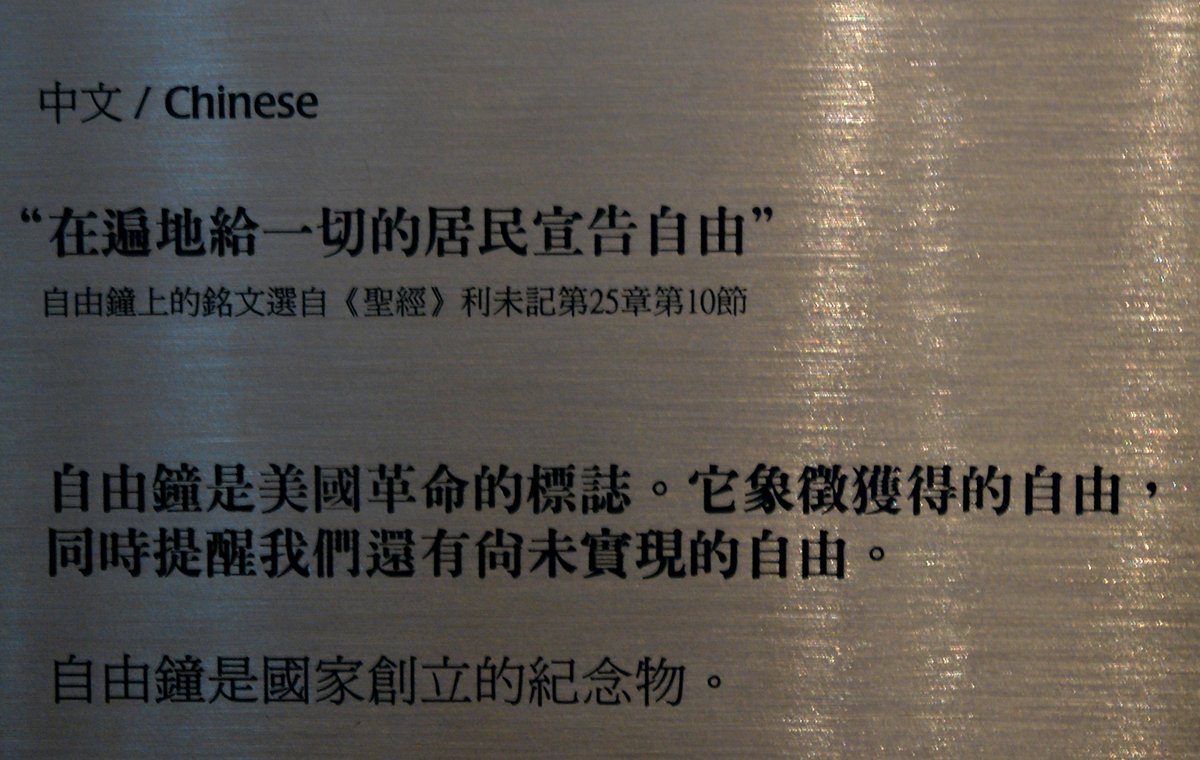 中文 / Chinese
“在遍地給一切的居民宣告自由”
自由鐘上的銘文選自《聖經》利未記第25章第10節
自由鐘是美國革命的標誌。它象徵獲得的自由，
同時提醒我們還有尚未實現的自由。
自由鐘是國家創立的紀念物。